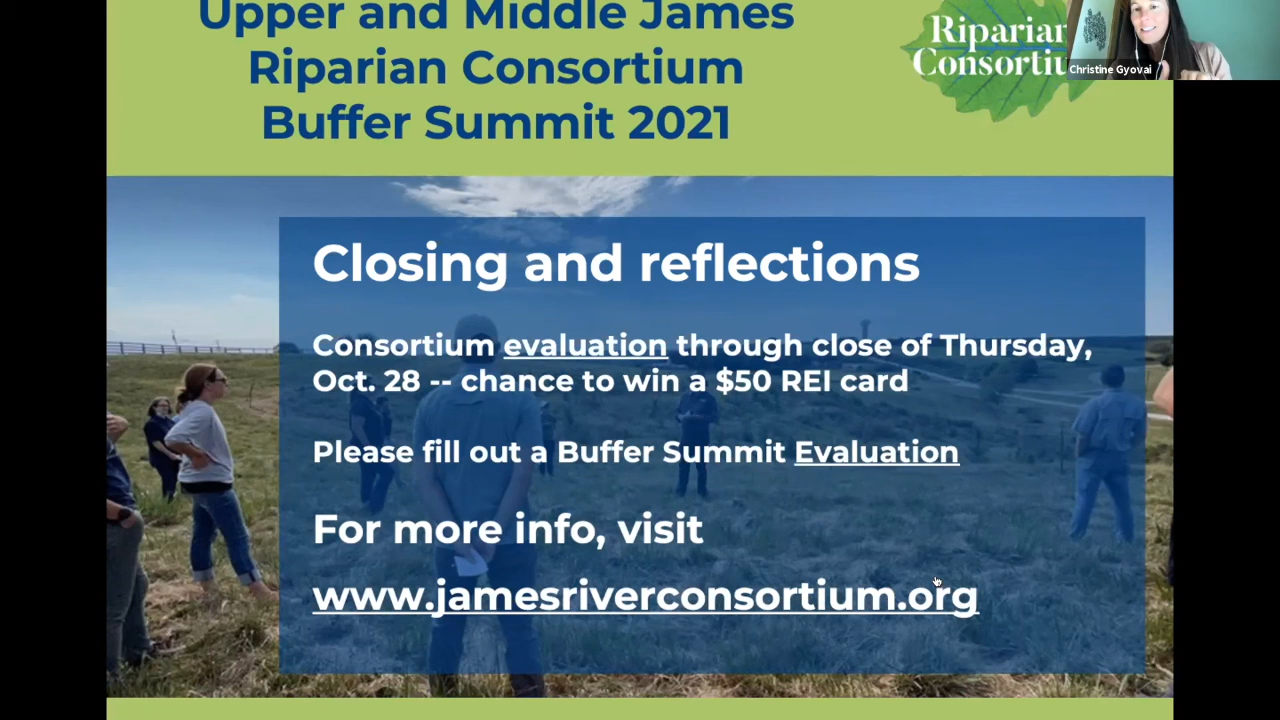 Upper and Middle James
Riparian Consortium
Buffer Summit 2021
Riparian
Consortiu
Christine Gyovai
Closing and reflections
Consortium evaluation through close of Thursday,
Oct. 28 -- chance to win a $50 REI card
Please fill out a Buffer Summit Evaluation
For more info, visit
www.jamesriverconsortium.org